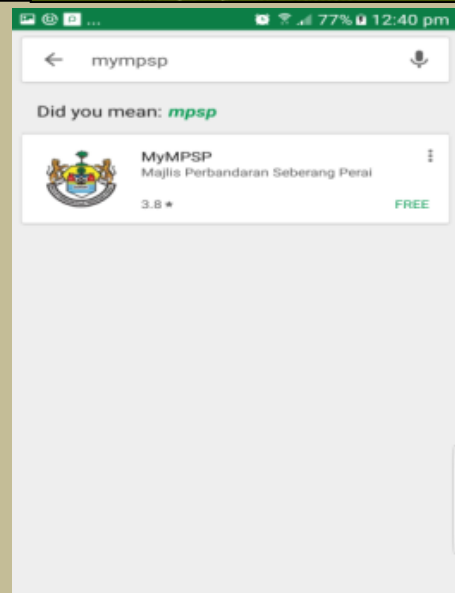 ... 77% 12:40 pm
mympsp
Did you mean: mpsp
MyMPSP
Majlis Perbandaran Seberang Perai
3.8 ★
FREE